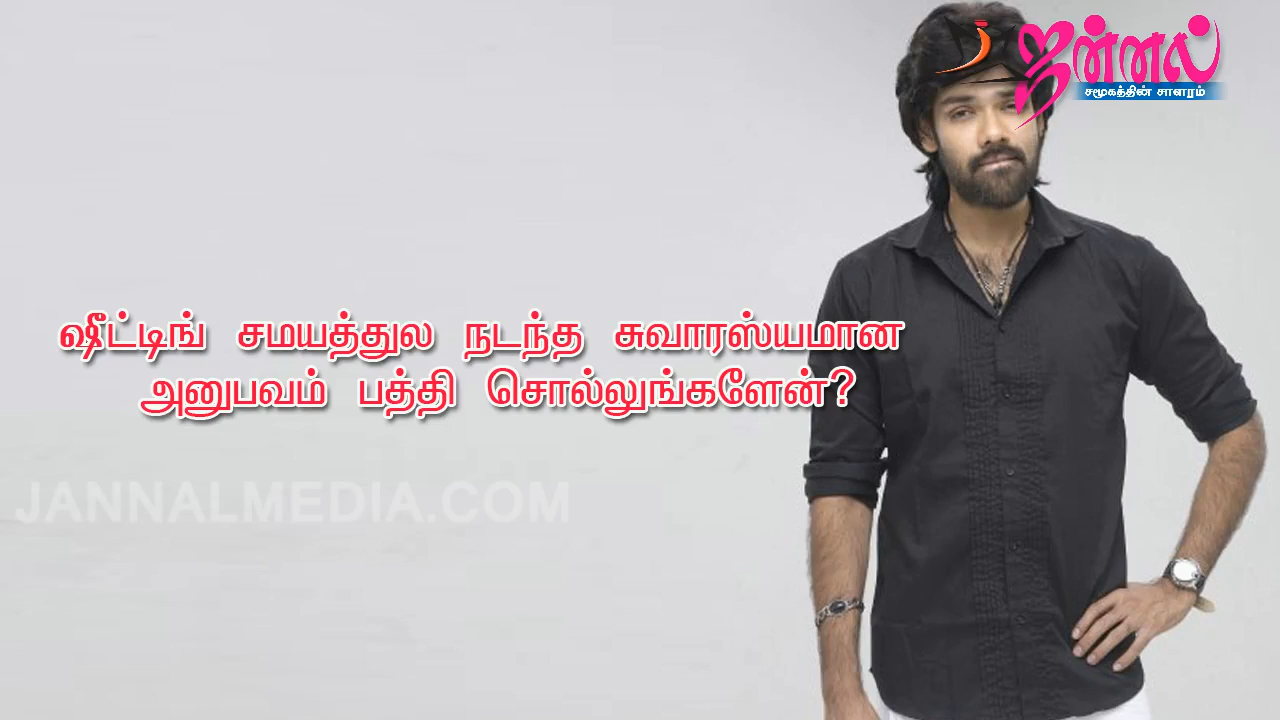 ஜன்னல்
சமூகத்தின் சாளரம்
ஷீட்டிங் சமயத்துல நடந்த சுவாரஸ்யமான
அனுபவம் பத்தி சொல்லுங்களேன்?
JANNALMEDIA.COM